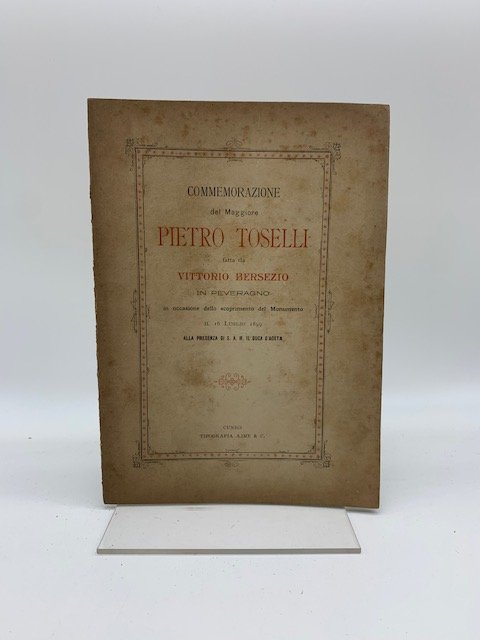 COMMEMORAZIONE
del Maggiore
PIETRO TOSELLI
fatta da
VITTORIO BERSEZIO
IN PEVERAGNO
in occasione dello scoprimento del Monumento
IL 16 LUGLIO 1899
ALLA PRESENZA DI S. A. R. IL DUCA D'AOSTA
CUNEO
TIPOGRAFIA AIME & C.